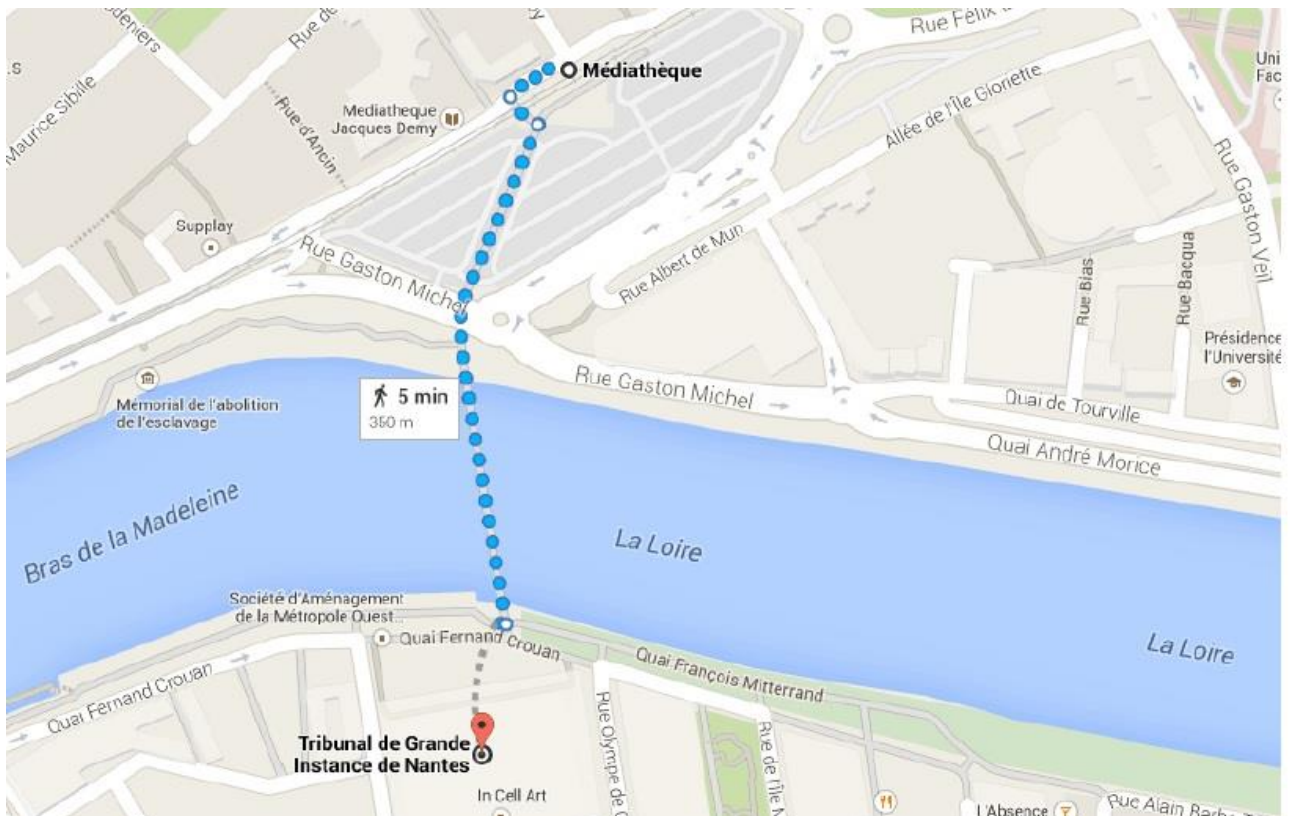 Rue de
Rue Félix
Médiathèque
Maurice Sibille
Mediatheque
Jacques Demy
Rue d'Ancin
Allée de l'Île Gloriette
Rue Gaston Veil
Supplay
Rue Gaston Michel
Rue Albert de Mun
Rue Bias
Rue Bacqua
Présidence
l'Université
5 min
350 m
Rue Gaston Michel
Mémorial de l'abolition
de l'esclavage
Quai de Tourville
Quai André Morice
Bras de la Madeleine
La Loire
Société d'Aménagement
de la Métropole Ouest...
Quai Fernand Crouan
La Loire
Quai François Mitterrand
Quai Fernand Crouan
Tribunal de Grande
Instance de Nantes
Rue Olympe de
Rue de l'île
In Cell Art
L'Absence
Rue Alain